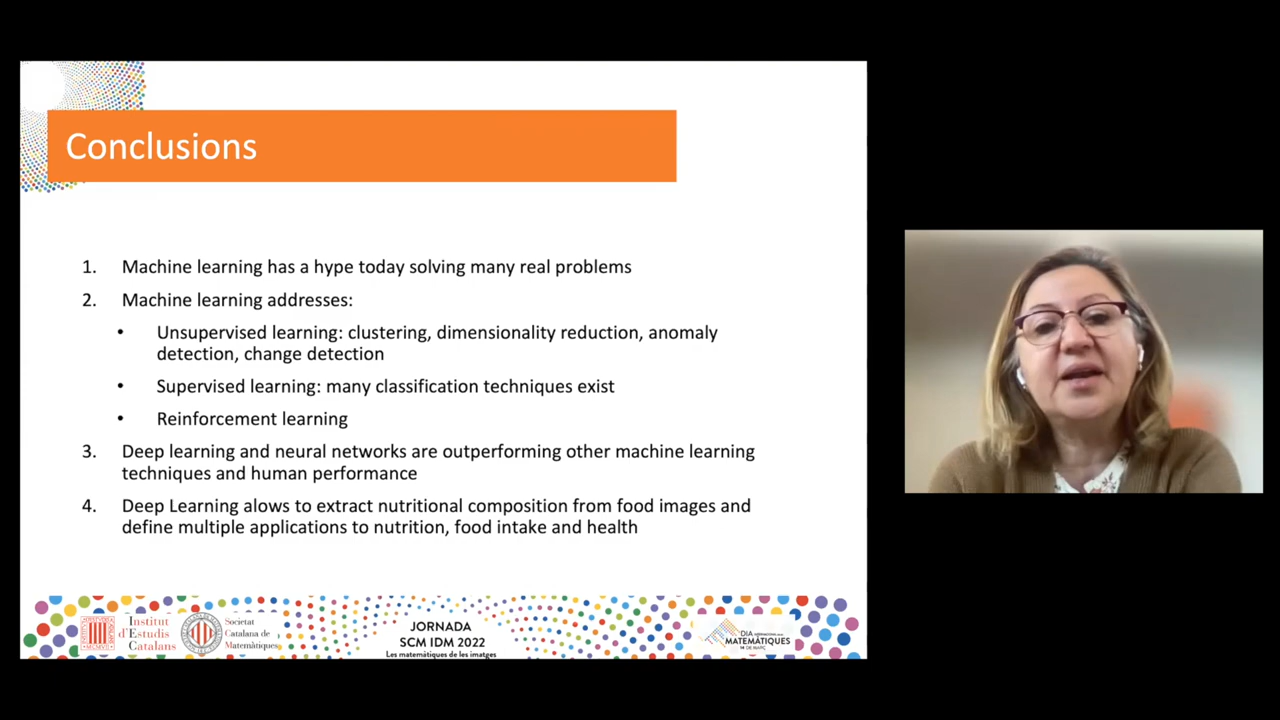 Conclusions
1. Machine learning has a hype today solving many real problems
2. Machine learning addresses:
• Unsupervised learning: clustering, dimensionality reduction, anomaly
detection, change detection
• Supervised learning: many classification techniques exist
• Reinforcement learning
3. Deep learning and neural networks are outperforming other machine learning
techniques and human performance
4. Deep Learning alows to extract nutritional composition from food images and
define multiple applications to nutrition, food intake and health
Institut
d'Estudis
Catalans
Societat
Catalana de
Matemàtiques
JORNADA
SCM IDM 2022
Les matemàtiques de les imatges
DIA
MATEMÀTIQUES
14 DE MARÇ